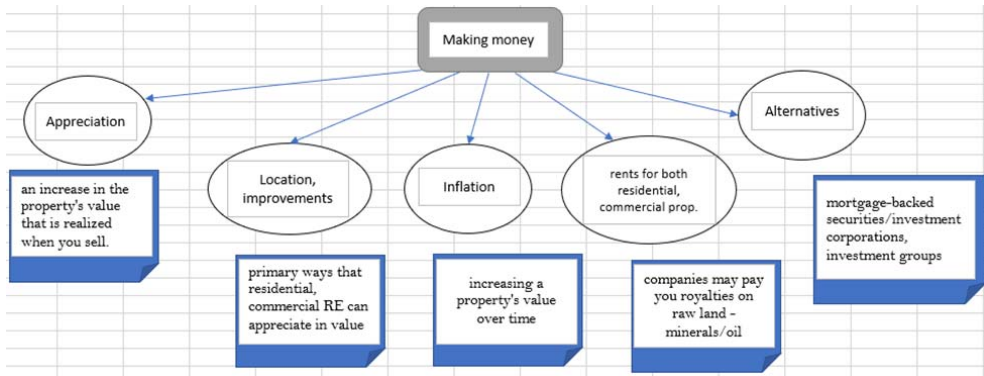 Making money
Appreciation
Location,
improvements
Inflation
rents for both
residential,
commercial prop.
Alternatives
an increase in the
property's value
that is realized
when you sell.
primary ways that
residential,
commercial RE can
appreciate in value
increasing a
property's value
over time
companies may pay
you royalties on
raw land -
minerals/oil
mortgage-backed
securities/investment
corporations,
investment groups